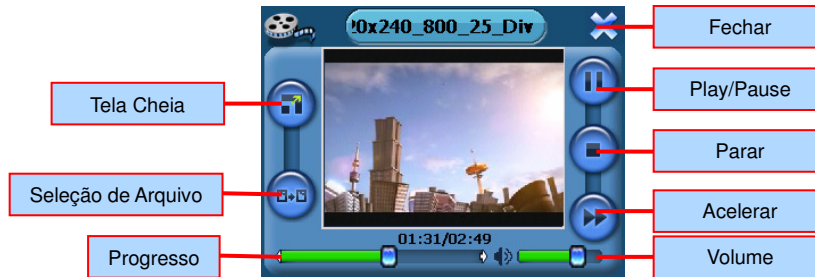 20x240_800_25_Div
Fechar
Tela Cheia
Play/Pause
Parar
Seleção de Arquivo
Acelerar
01:31/02:49
Progresso
Volume